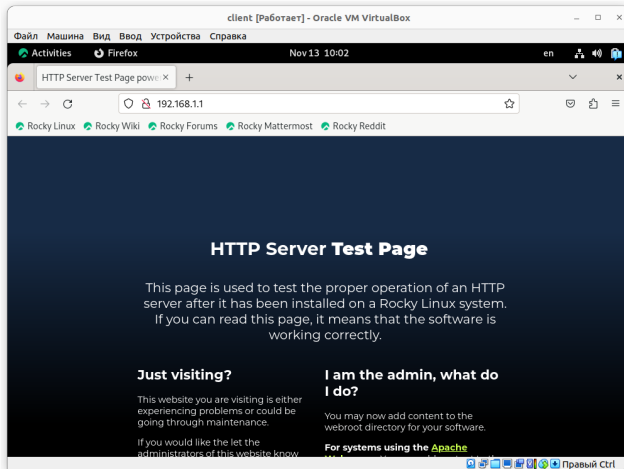 client [Работает] - Oracle VM VirtualBox
Файл Машина Вид Ввод Устройства Справка
Activities Firefox Nov 13 10:02 en
HTTP Server Test Page powe
192.168.1.1
Rocky Linux Rocky Wiki Rocky Forums Rocky Mattermost Rocky Reddit
HTTP Server Test Page
This page is used to test the proper operation of an HTTP
server after it has been installed on a Rocky Linux system.
If you can read this page, it means that the software is
working correctly.
Just visiting?
This website you are visiting is either
experiencing problems or could be
going through maintenance.
If you would like the let the
administrators of this website know
I am the admin, what do
I do?
You may now add content to the
webroot directory for your software.
For systems using the Apache
Правый Ctrl